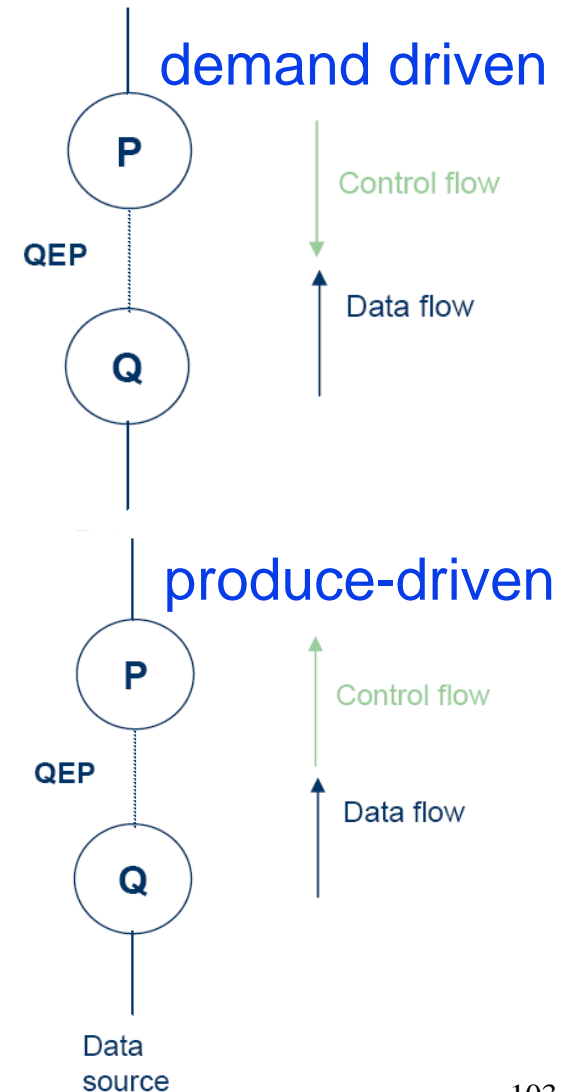 demand driven
P
Control flow
QEP
Data flow
Q
produce-driven
P
Control flow
QEP
Data flow
Q
Data
source